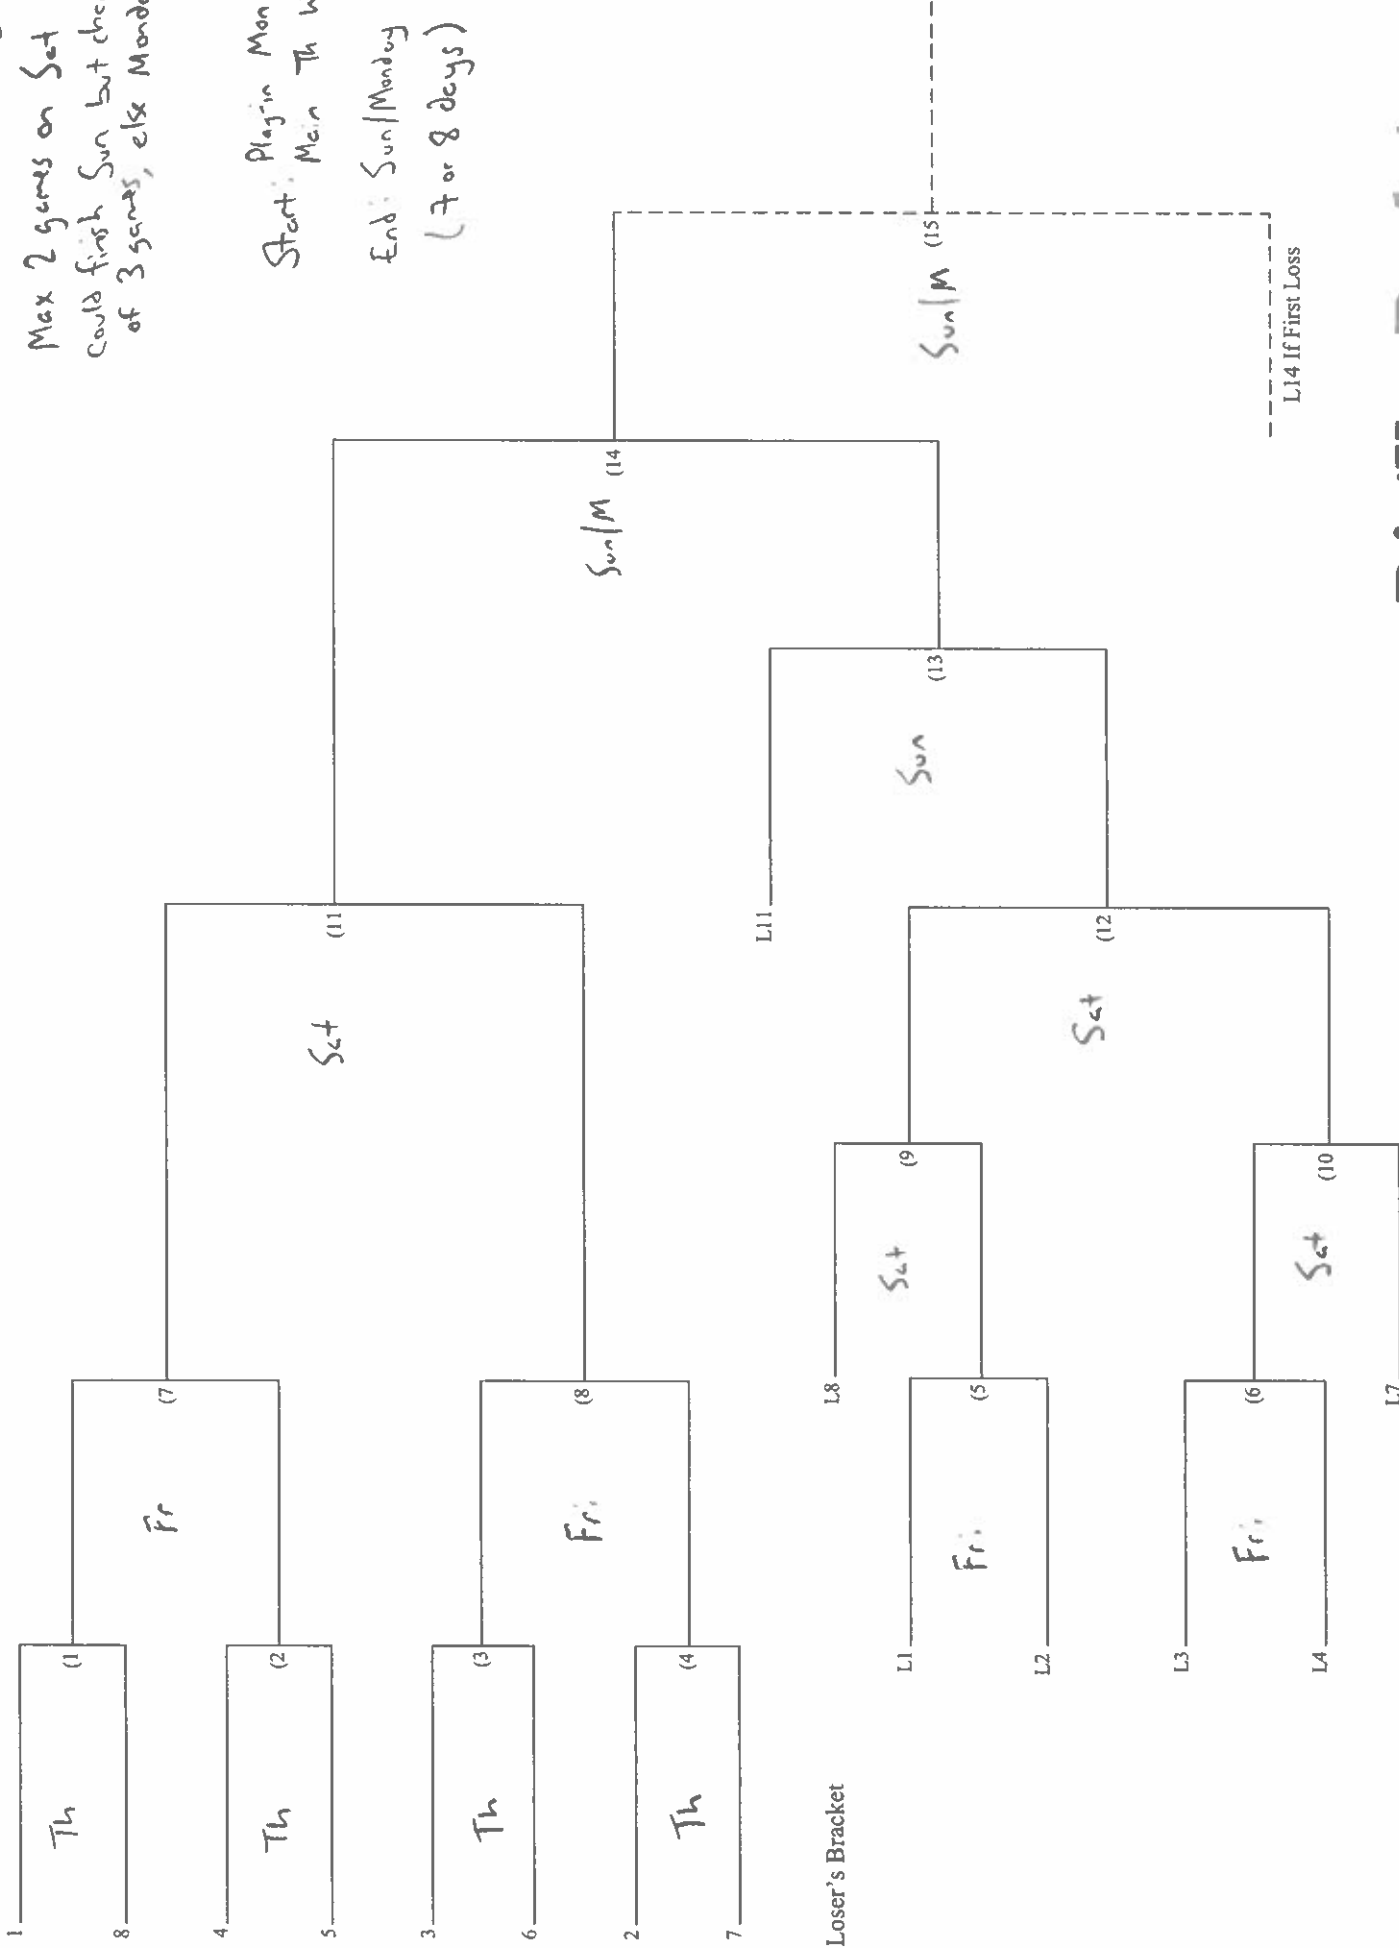 Max 2 games on Sat
Could finish Sun but
of 3 games, else
Start: Play-in Mon
Main Th
End: Sun/Monday
(7 or 8 days)
1
Th
(1
8
Fr
(7
4
Th
(2
5
Sat
(11
3
Th
(3
6
Fri.
(8
2
Th
(4
7
Sun/M
(14
Sun/M
(15
L14 If First Loss
Loser's Bracket
L11
Sun
(13
L8
Sat
(9
L1
Fri.
(5
L2
Sat
(12
L3
Fri.
(6
L4
Sat
(10
L7